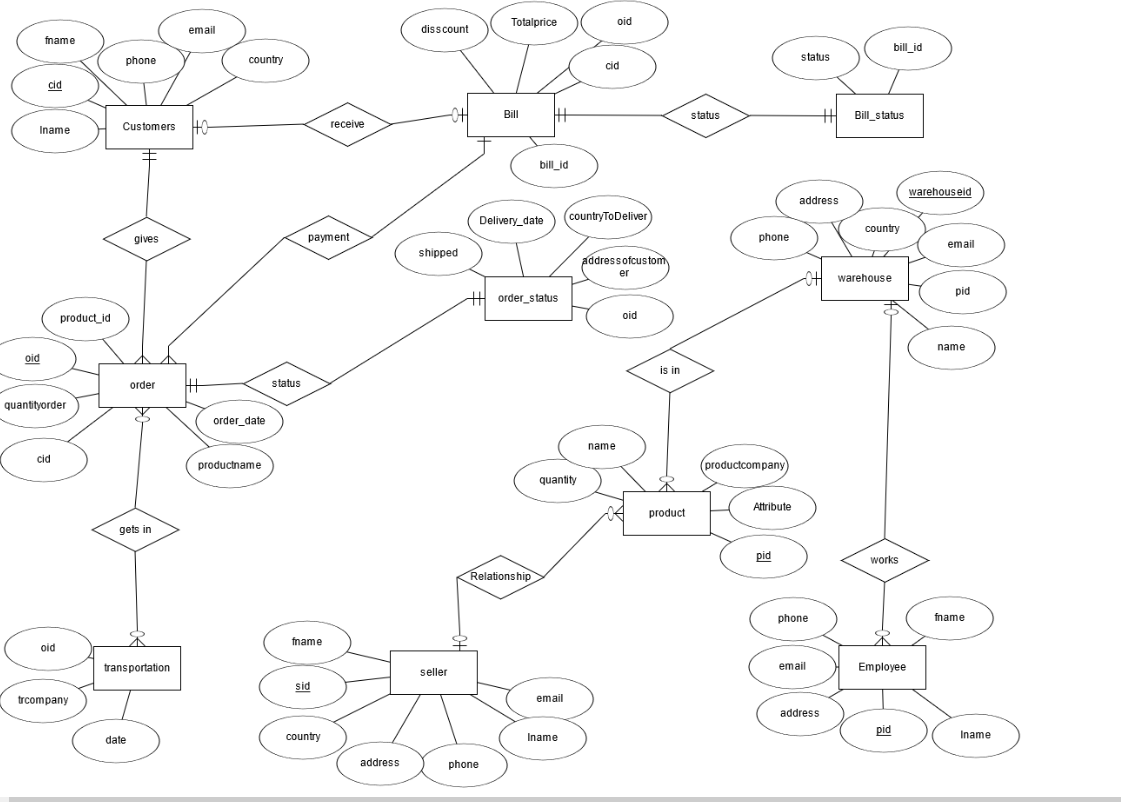 fname
email
phone
country
cid
lname
Customers
receive
disscount
Totalprice
oid
cid
Bill
bill_id
status
status
bill_id
Bill_status
gives
payment
shipped
Delivery_date
countryToDeliver
addressofcustom
er
oid
order_status
phone
address
country
warehouseid
email
pid
name
warehouse
product_id
oid
quantityorder
cid
order
order_date
productname
status
is in
gets in
name
quantity
productcompany
Attribute
pid
product
Relationship
works
oid
trcompany
date
transportation
fname
sid
country
address
phone
lname
email
seller
phone
fname
email
address
pid
lname
Employee